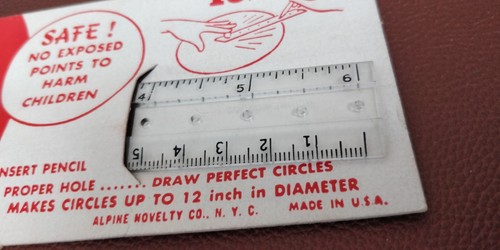 SAFE!
NO EXPOSED
POINTS TO
HARM
CHILDREN
4 5 6
5 4 3 2 1
NSERT PENCIL
PROPER HOLE ....... DRAW PERFECT CIRCLES
MAKES CIRCLES UP TO 12 inch in DIAMETER
ALPINE NOVELTY CO., N. Y. C. MADE IN U.S.A.